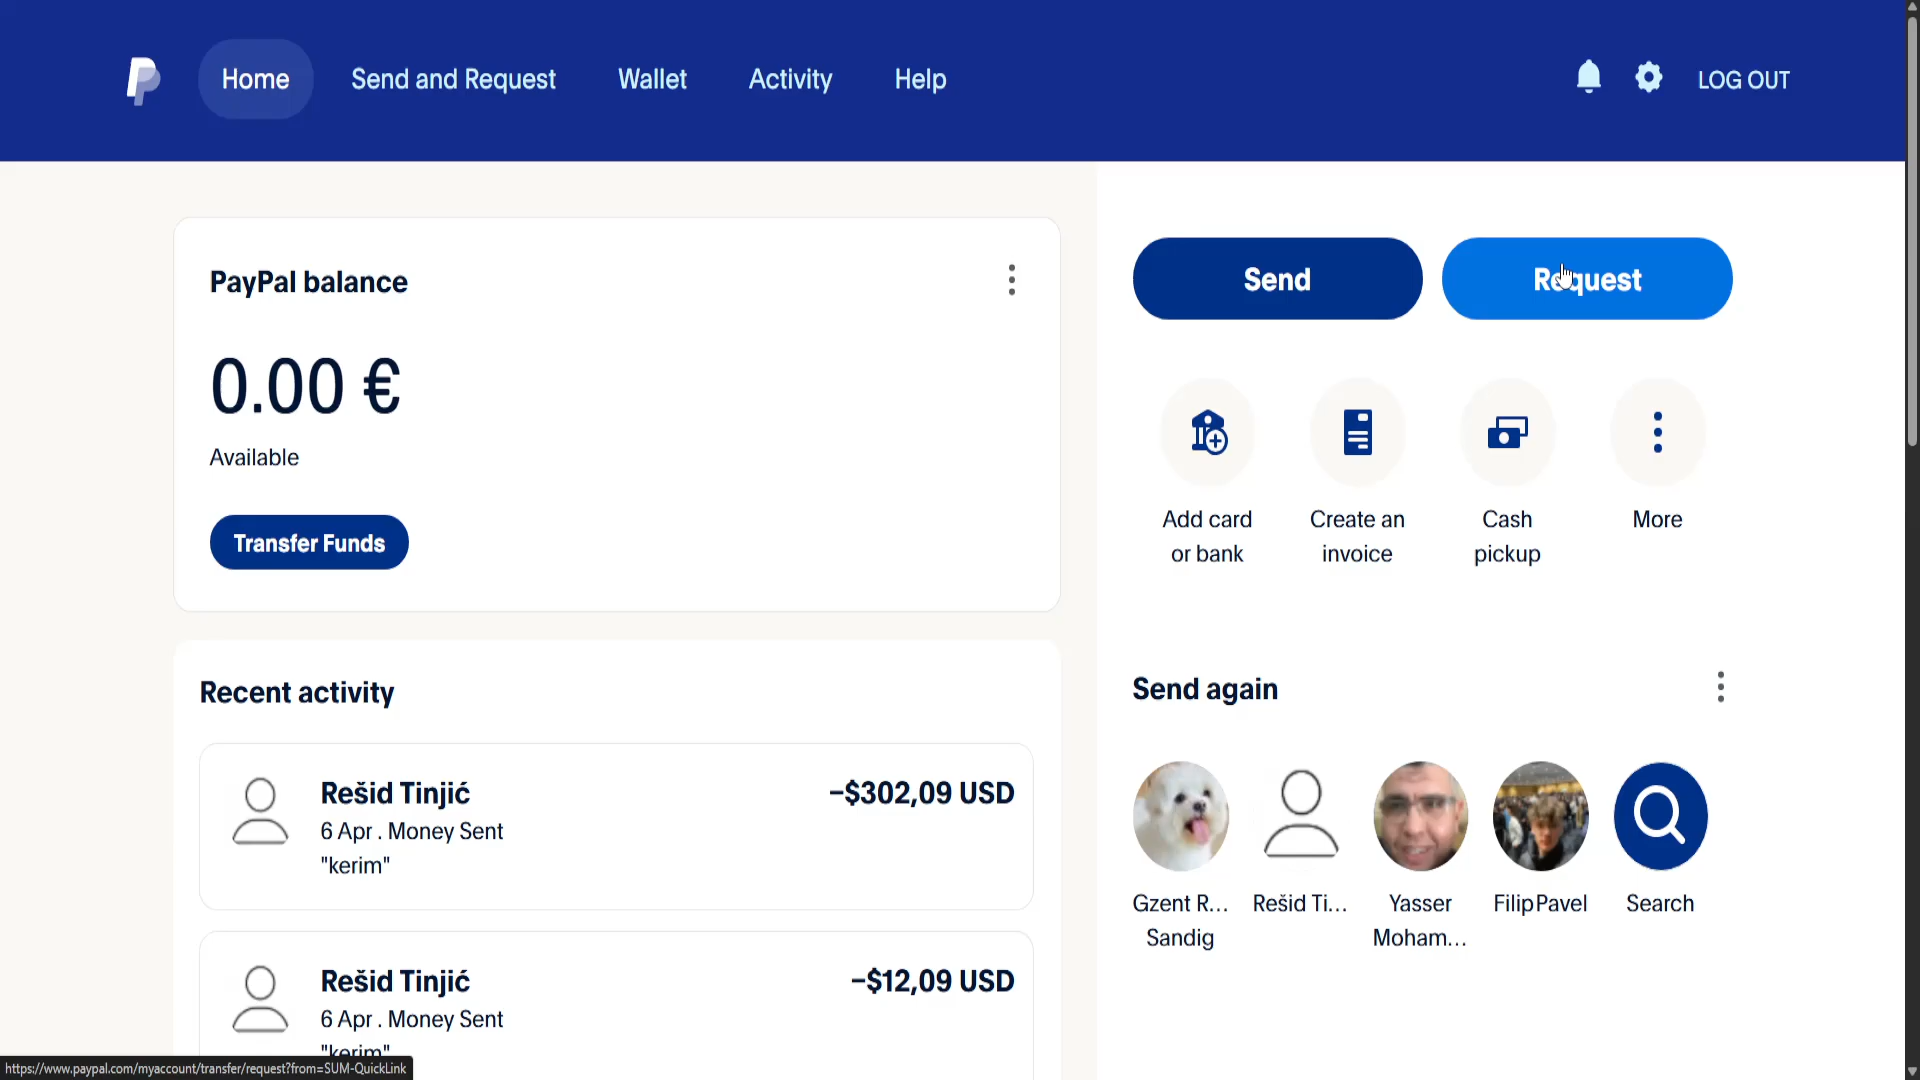 Home
Send and Request
Wallet
Activity
Help
LOG OUT
PayPal balance
0.00 €
Available
Transfer Funds
Send
Request
Add card
or bank
Create an
invoice
Cash
pickup
More
Recent activity
Rešid Tinjić
−$302,09 USD
6 Apr . Money Sent
"kerim"
Rešid Tinjić
−$12,09 USD
6 Apr . Money Sent
"kerim"
Send again
Gzent R...
Sandig
Rešid Ti...
Yasser
Moham...
Filip Pavel
Search
https://www.paypal.com/myaccount/transfer/request?from=SUM-QuickLink